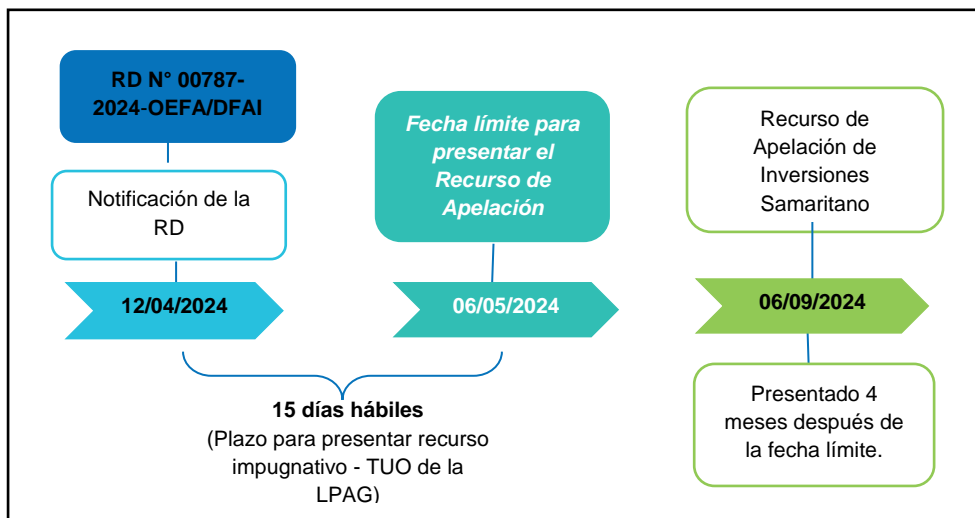 RD N° 00787-
2024-OEFA/DFAI
Notificación de la
RD
12/04/2024
Fecha límite para
presentar el
Recurso de
Apelación
06/05/2024
15 días hábiles
(Plazo para presentar recurso
impugnativo - TUO de la
LPAG)
Recurso de
Apelación de
Inversiones
Samaritano
06/09/2024
Presentado 4
meses después de
la fecha límite.